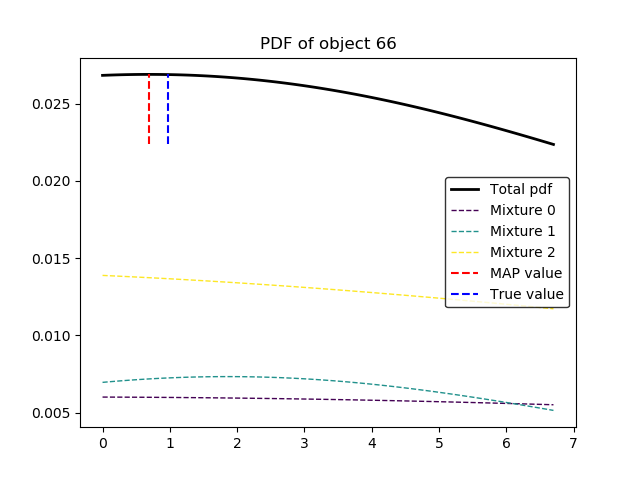 PDF of object 66
0.025
0.020
0.015
0.010
0.005
Total pdf
Mixture 0
Mixture 1
Mixture 2
MAP value
True value
0 1 2 3 4 5 6 7